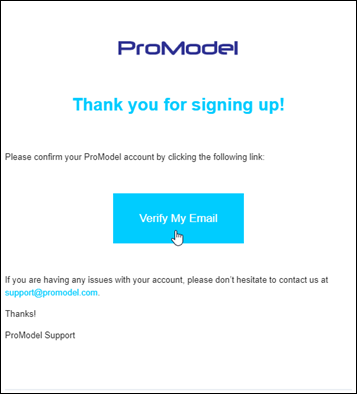 ProModel
Thank you for signing up!
Please confirm your ProModel account by clicking the following link:
Verify My Email
If you are having any issues with your account, please don't hesitate to contact us at
support@promodel.com.
Thanks!
ProModel Support